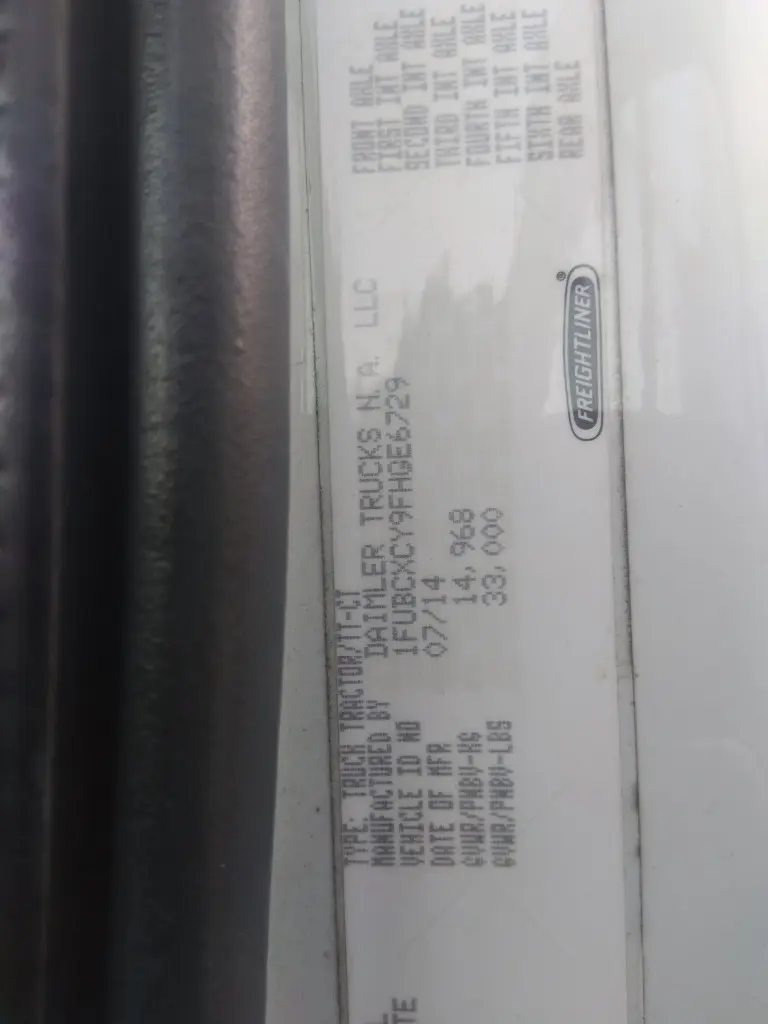 TYPE: TRUCK TRACTOR/TT-CT
MANUFACTURED BY DAIMLER TRUCKS N.A. LLC
VEHICLE ID NO 1FUBCXCY9FHGE6729
DATE OF MFR 07/14
GVWR/PNBV-KG 14,968
GVWR/PNBV-LBS 33,000
FREIGHTLINER®
FRONT AXLE
FIRST INT AXLE
SECOND INT AXLE
THIRD INT AXLE
FOURTH INT AXLE
FIFTH INT AXLE
SIXTH INT AXLE
REAR AXLE